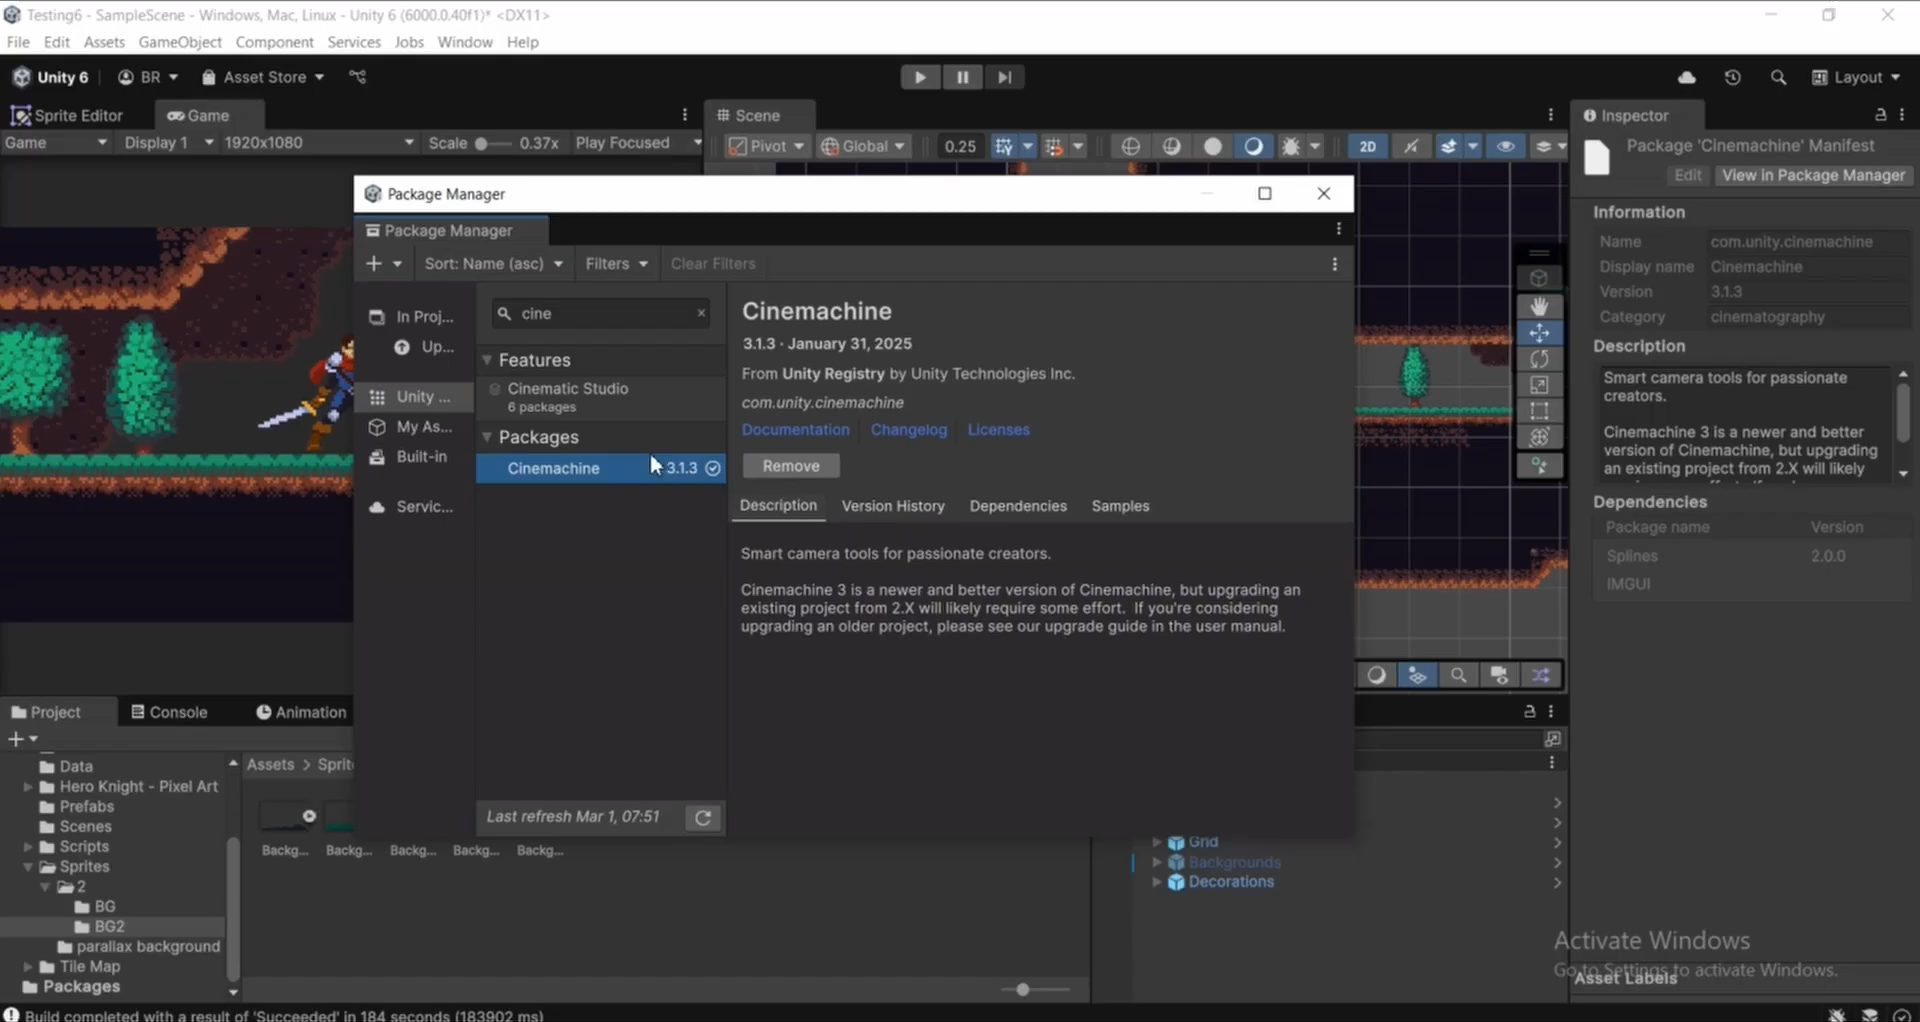 Testing6 - SampleScene - Windows, Mac, Linux - Unity 6 (6000.0.40f1)* <DX11>
File Edit Assets GameObject Component Services Jobs Window Help
Unity 6 BR Asset Store Layout
Sprite Editor Game Scene Inspector
Game Display 1 1920x1080 Scale 0.37x Play Focused Pivot Global 0.25 2D
Package 'Cinemachine' Manifest
Edit View in Package Manager
Package Manager
Package Manager
Sort: Name (asc) Filters Clear Filters
In Proj...
Up...
Unity ...
My As...
Built-in
Servic...
cine
Features
Cinematic Studio
6 packages
Packages
Cinemachine 3.1.3
Last refresh Mar 1, 07:51
Cinemachine
3.1.3 · January 31, 2025
From Unity Registry by Unity Technologies Inc.
com.unity.cinemachine
Documentation Changelog Licenses
Remove
Description Version History Dependencies Samples
Smart camera tools for passionate creators.
Cinemachine 3 is a newer and better version of Cinemachine, but upgrading an
existing project from 2.X will likely require some effort. If you're considering
upgrading an older project, please see our upgrade guide in the user manual.
Information
Name com.unity.cinemachine
Display name Cinemachine
Version 3.1.3
Category cinematography
Description
Smart camera tools for passionate
creators.
Cinemachine 3 is a newer and better
version of Cinemachine, but upgrading
an existing project from 2.X will likely
Dependencies
Package name Version
Splines 2.0.0
IMGUI
Project Console Animation
Data
Hero Knight - Pixel Art
Prefabs
Scenes
Scripts
Sprites
2
BG
BG2
parallax background
Tile Map
Packages
Assets > Sprit
Backg... Backg... Backg... Backg... Backg...
Grid
Backgrounds
Decorations
Activate Windows
Go to Settings to activate Windows.
Asset Labels
Build completed with a result of 'Succeeded' in 184 seconds (183902 ms)